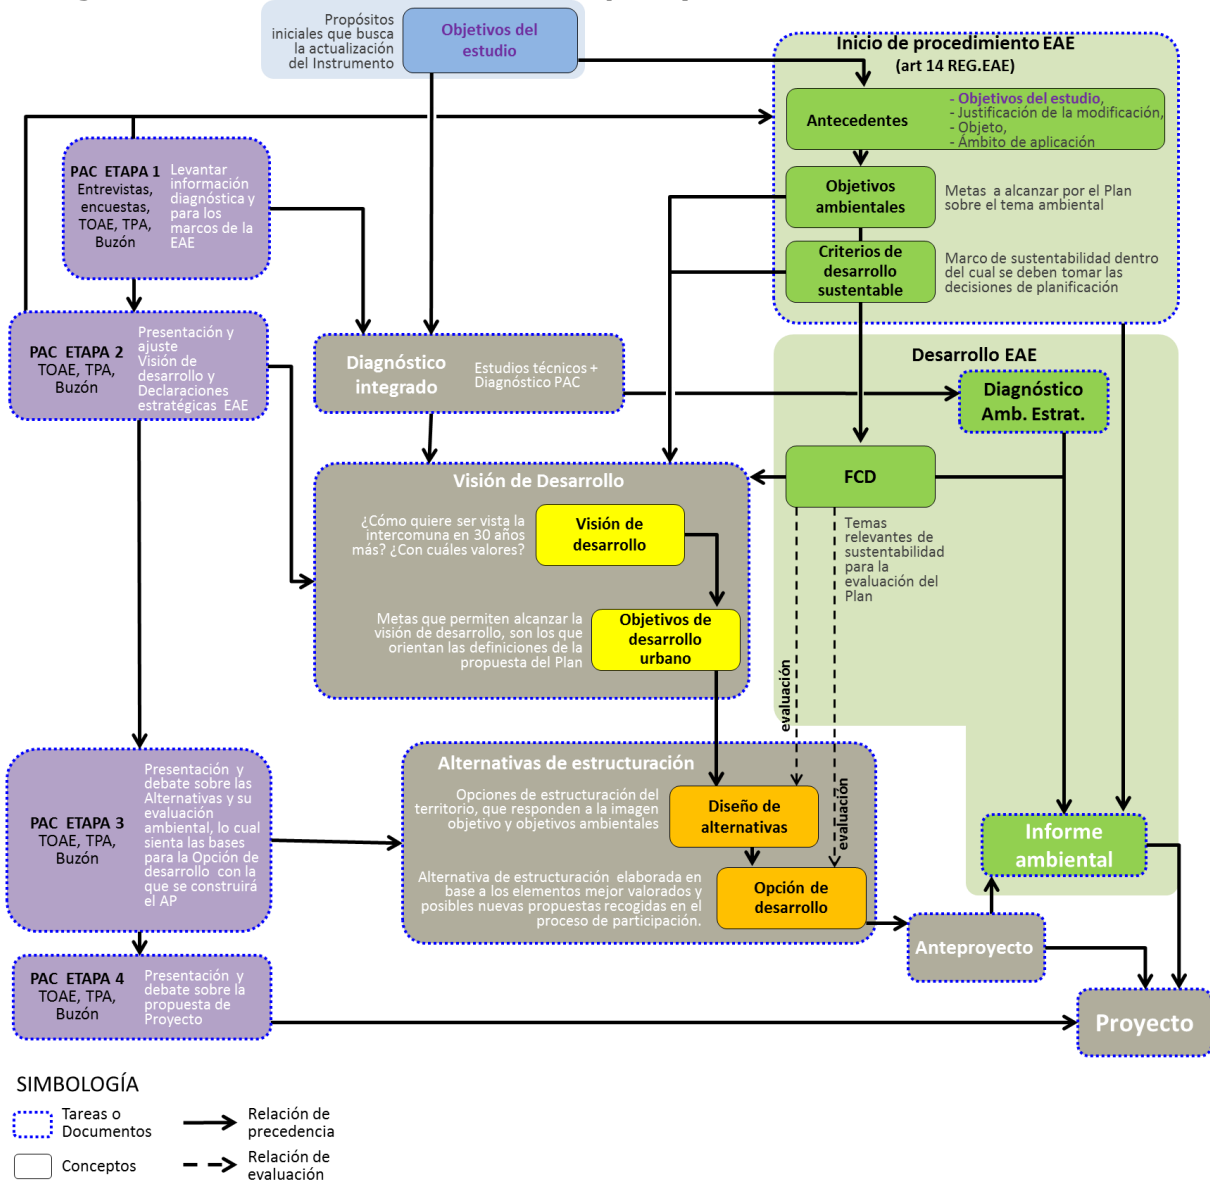 Propósitos
iniciales que busca
la actualización
del Instrumento
Objetivos del
estudio
Inicio de procedimiento EAE
(art 14 REG.EAE)
Antecedentes
- Objetivos del estudio,
- Justificación de la modificación,
- Objeto,
- Ámbito de aplicación
Objetivos
ambientales
Metas a alcanzar por el Plan
sobre el tema ambiental
Criterios de
desarrollo
sustentable
Marco de sustentabilidad dentro
del cual se deben tomar las
decisiones de planificación
PAC ETAPA 1
Entrevistas,
encuestas,
TOAE, TPA,
Buzón
Levantar
información
diagnóstica y
para los
marcos de la
EAE
PAC ETAPA 2
TOAE, TPA,
Buzón
Presentación y
ajuste
Visión de
desarrollo y
Declaraciones
estratégicas EAE
Diagnóstico
integrado
Estudios técnicos +
Diagnóstico PAC
Desarrollo EAE
Diagnóstico
Amb. Estrat.
FCD
Temas
relevantes de
sustentabilidad
para la
evaluación del
Plan
Visión de Desarrollo
¿Cómo quiere ser vista la
intercomuna en 30 años
más? ¿Con cuáles valores?
Visión de
desarrollo
Metas que permiten alcanzar la
visión de desarrollo, son los que
orientan las definiciones de la
propuesta del Plan
Objetivos de
desarrollo
urbano
evaluación
evaluación
PAC ETAPA 3
TOAE, TPA,
Buzón
Presentación y
debate sobre las
Alternativas y su
evaluación
ambiental, lo cual
sienta las bases
para la Opción de
desarrollo con la
que se construirá
el AP
Alternativas de estructuración
Opciones de estructuración del
territorio, que responden a la imagen
objetivo y objetivos ambientales
Diseño de
alternativas
Alternativa de estructuración elaborada en
base a los elementos mejor valorados y
posibles nuevas propuestas recogidas en el
proceso de participación.
Opción de
desarrollo
Informe
ambiental
Anteproyecto
PAC ETAPA 4
TOAE, TPA,
Buzón
Presentación y
debate sobre la
propuesta de
Proyecto
Proyecto
SIMBOLOGÍA
Tareas o
Documentos
Relación de
precedencia
Conceptos
Relación de
evaluación